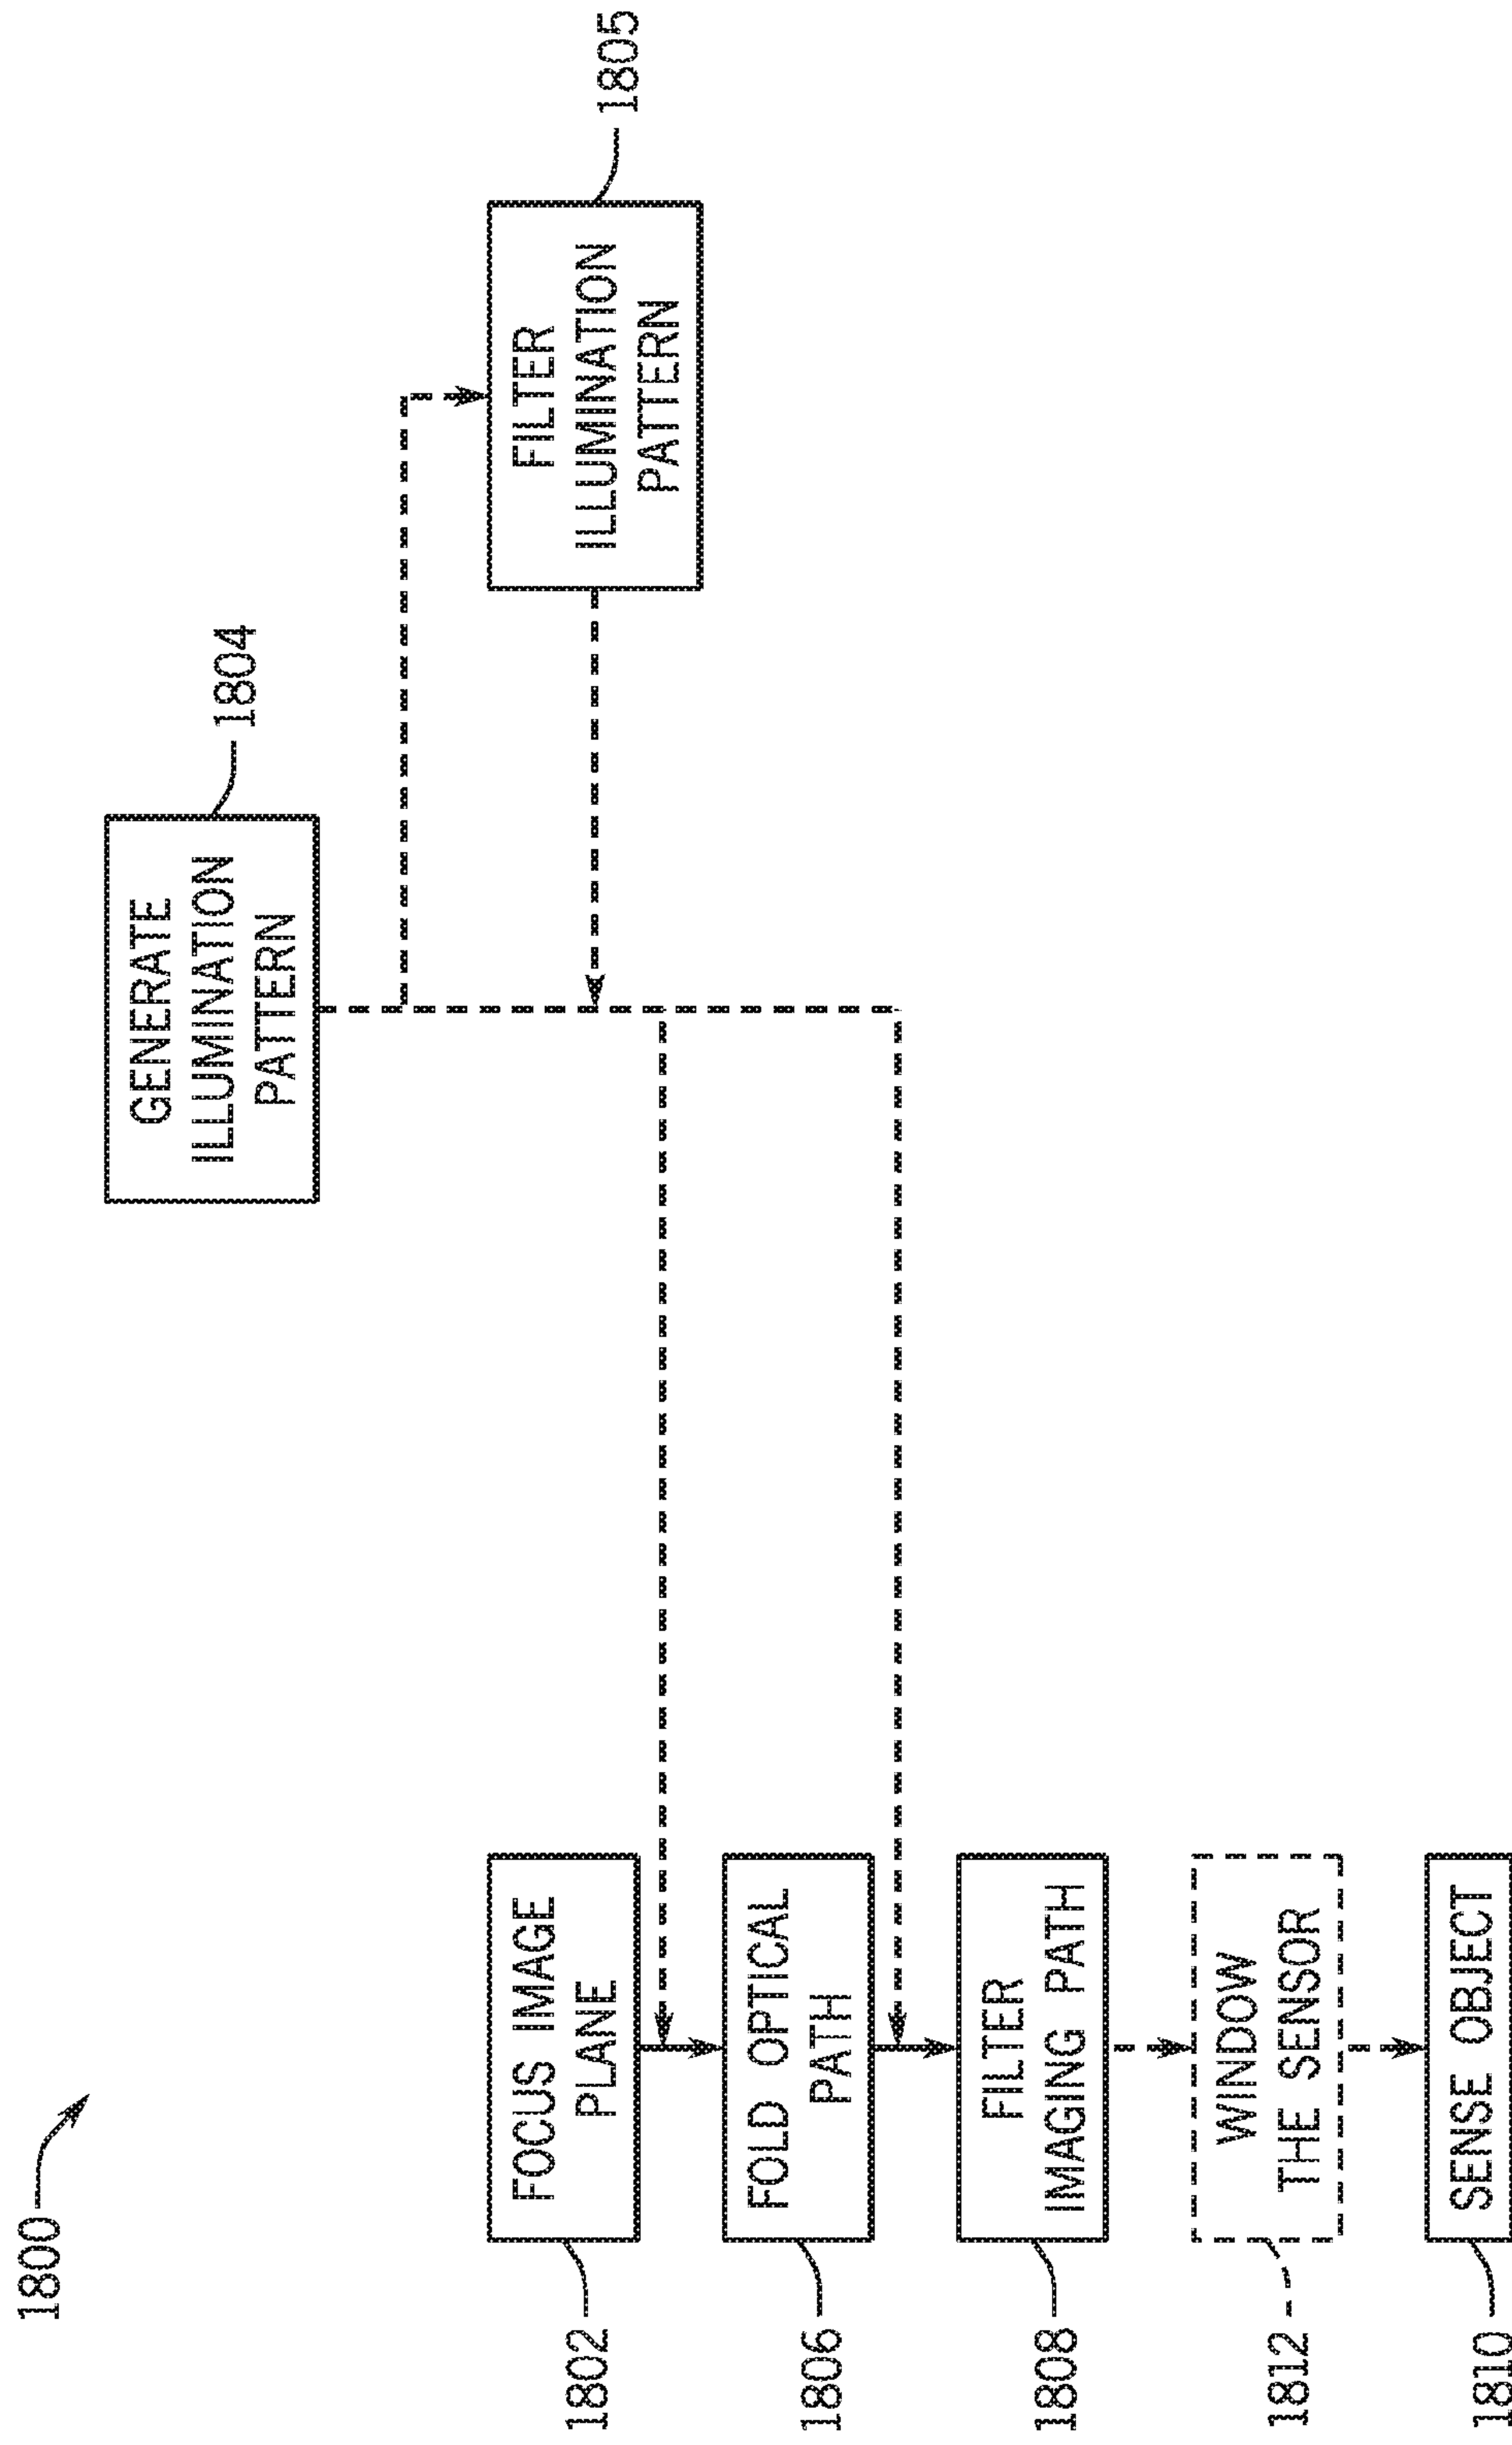 1800
GENERATE
ILLUMINATION
PATTERN
1804
1802
FOCUS IMAGE
PLANE
FILTER
ILLUMINATION
PATTERN
1805
1806
FOLD OPTICAL
PATH
1808
FILTER
IMAGING PATH
1812
WINDOW
THE SENSOR
1810
SENSE OBJECT